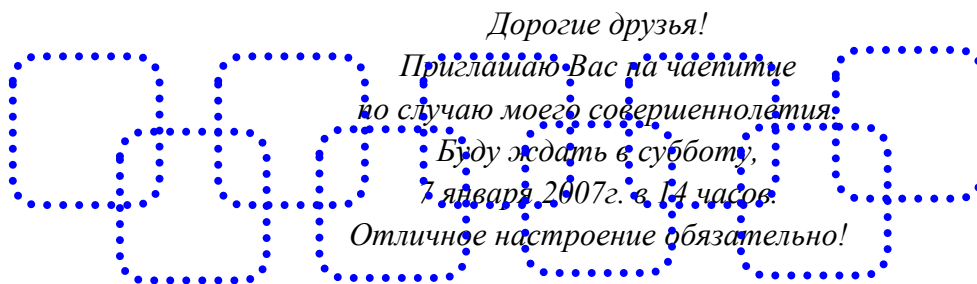 Дорогие друзья!
Приглашаю Вас на чаепитие
по случаю моего совершеннолетия.
Буду ждать в субботу,
7 января 2007г. в 14 часов.
Отличное настроение обязательно!